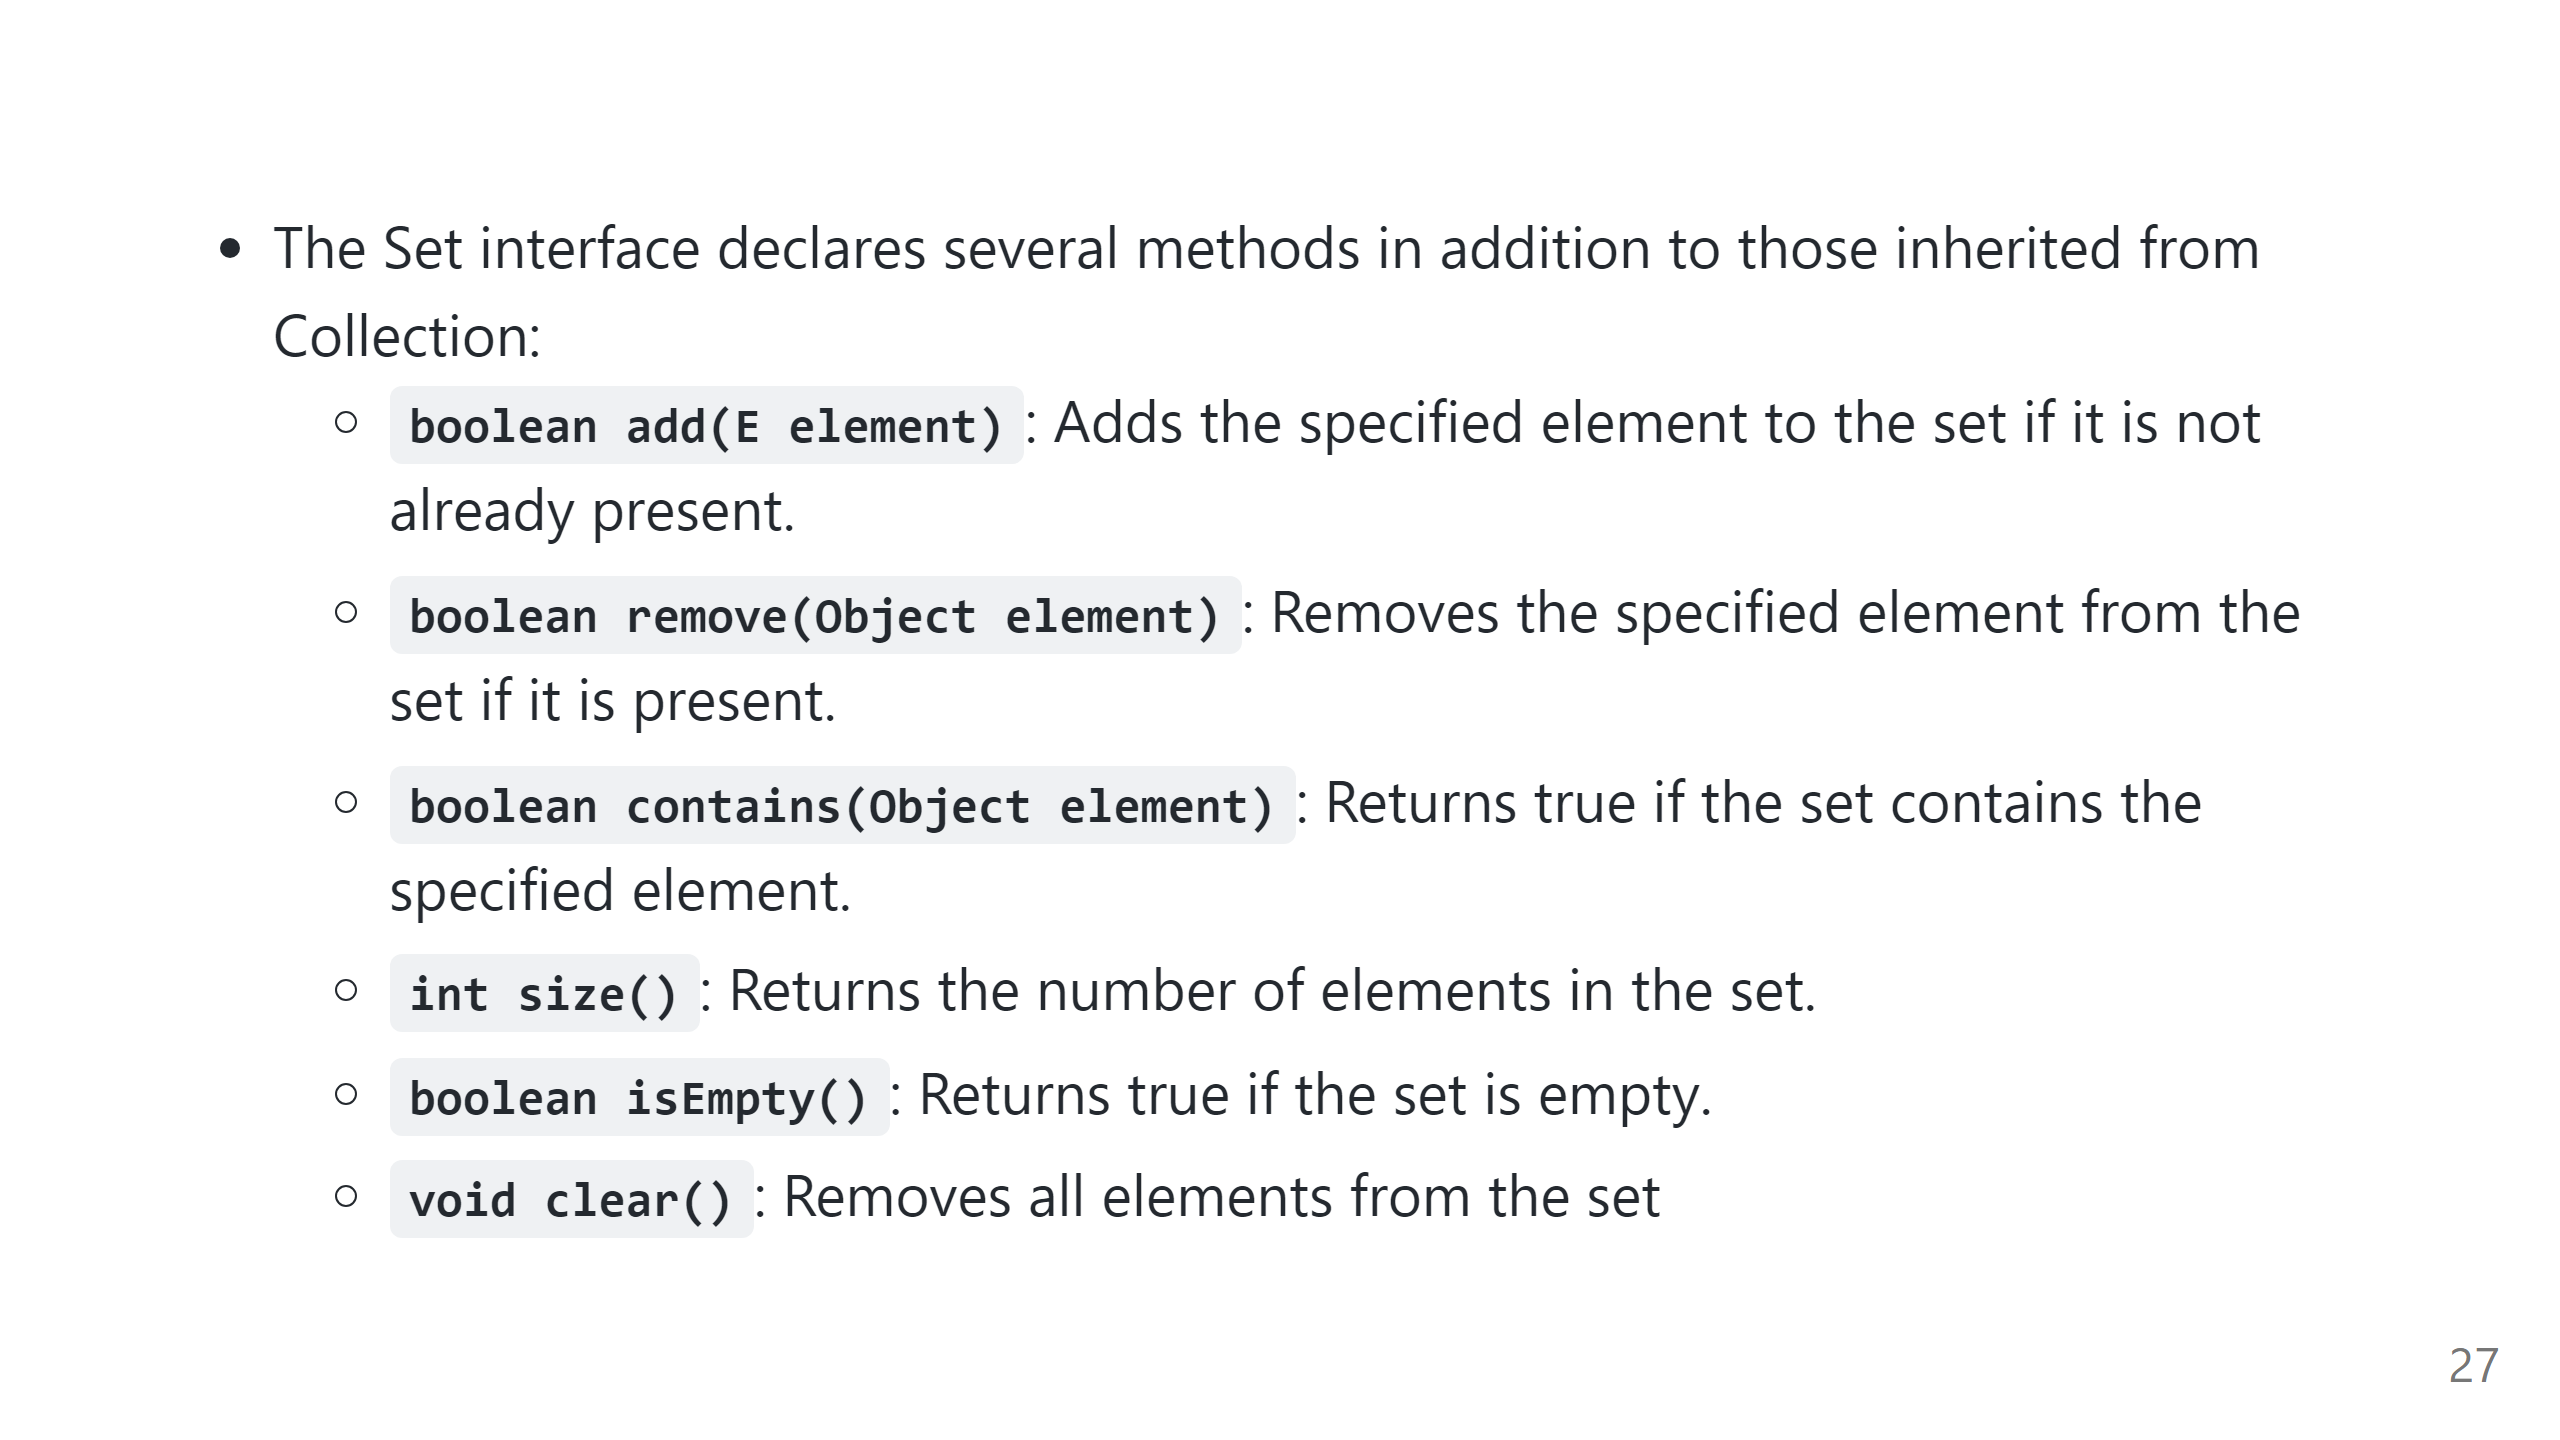 The Set interface declares several methods in addition to those inherited from
Collection:
boolean add(E element): Adds the specified element to the set if it is not
already present.
boolean remove(Object element): Removes the specified element from the
set if it is present.
boolean contains(Object element): Returns true if the set contains the
specified element.
int size(): Returns the number of elements in the set.
boolean isEmpty(): Returns true if the set is empty.
void clear(): Removes all elements from the set
27